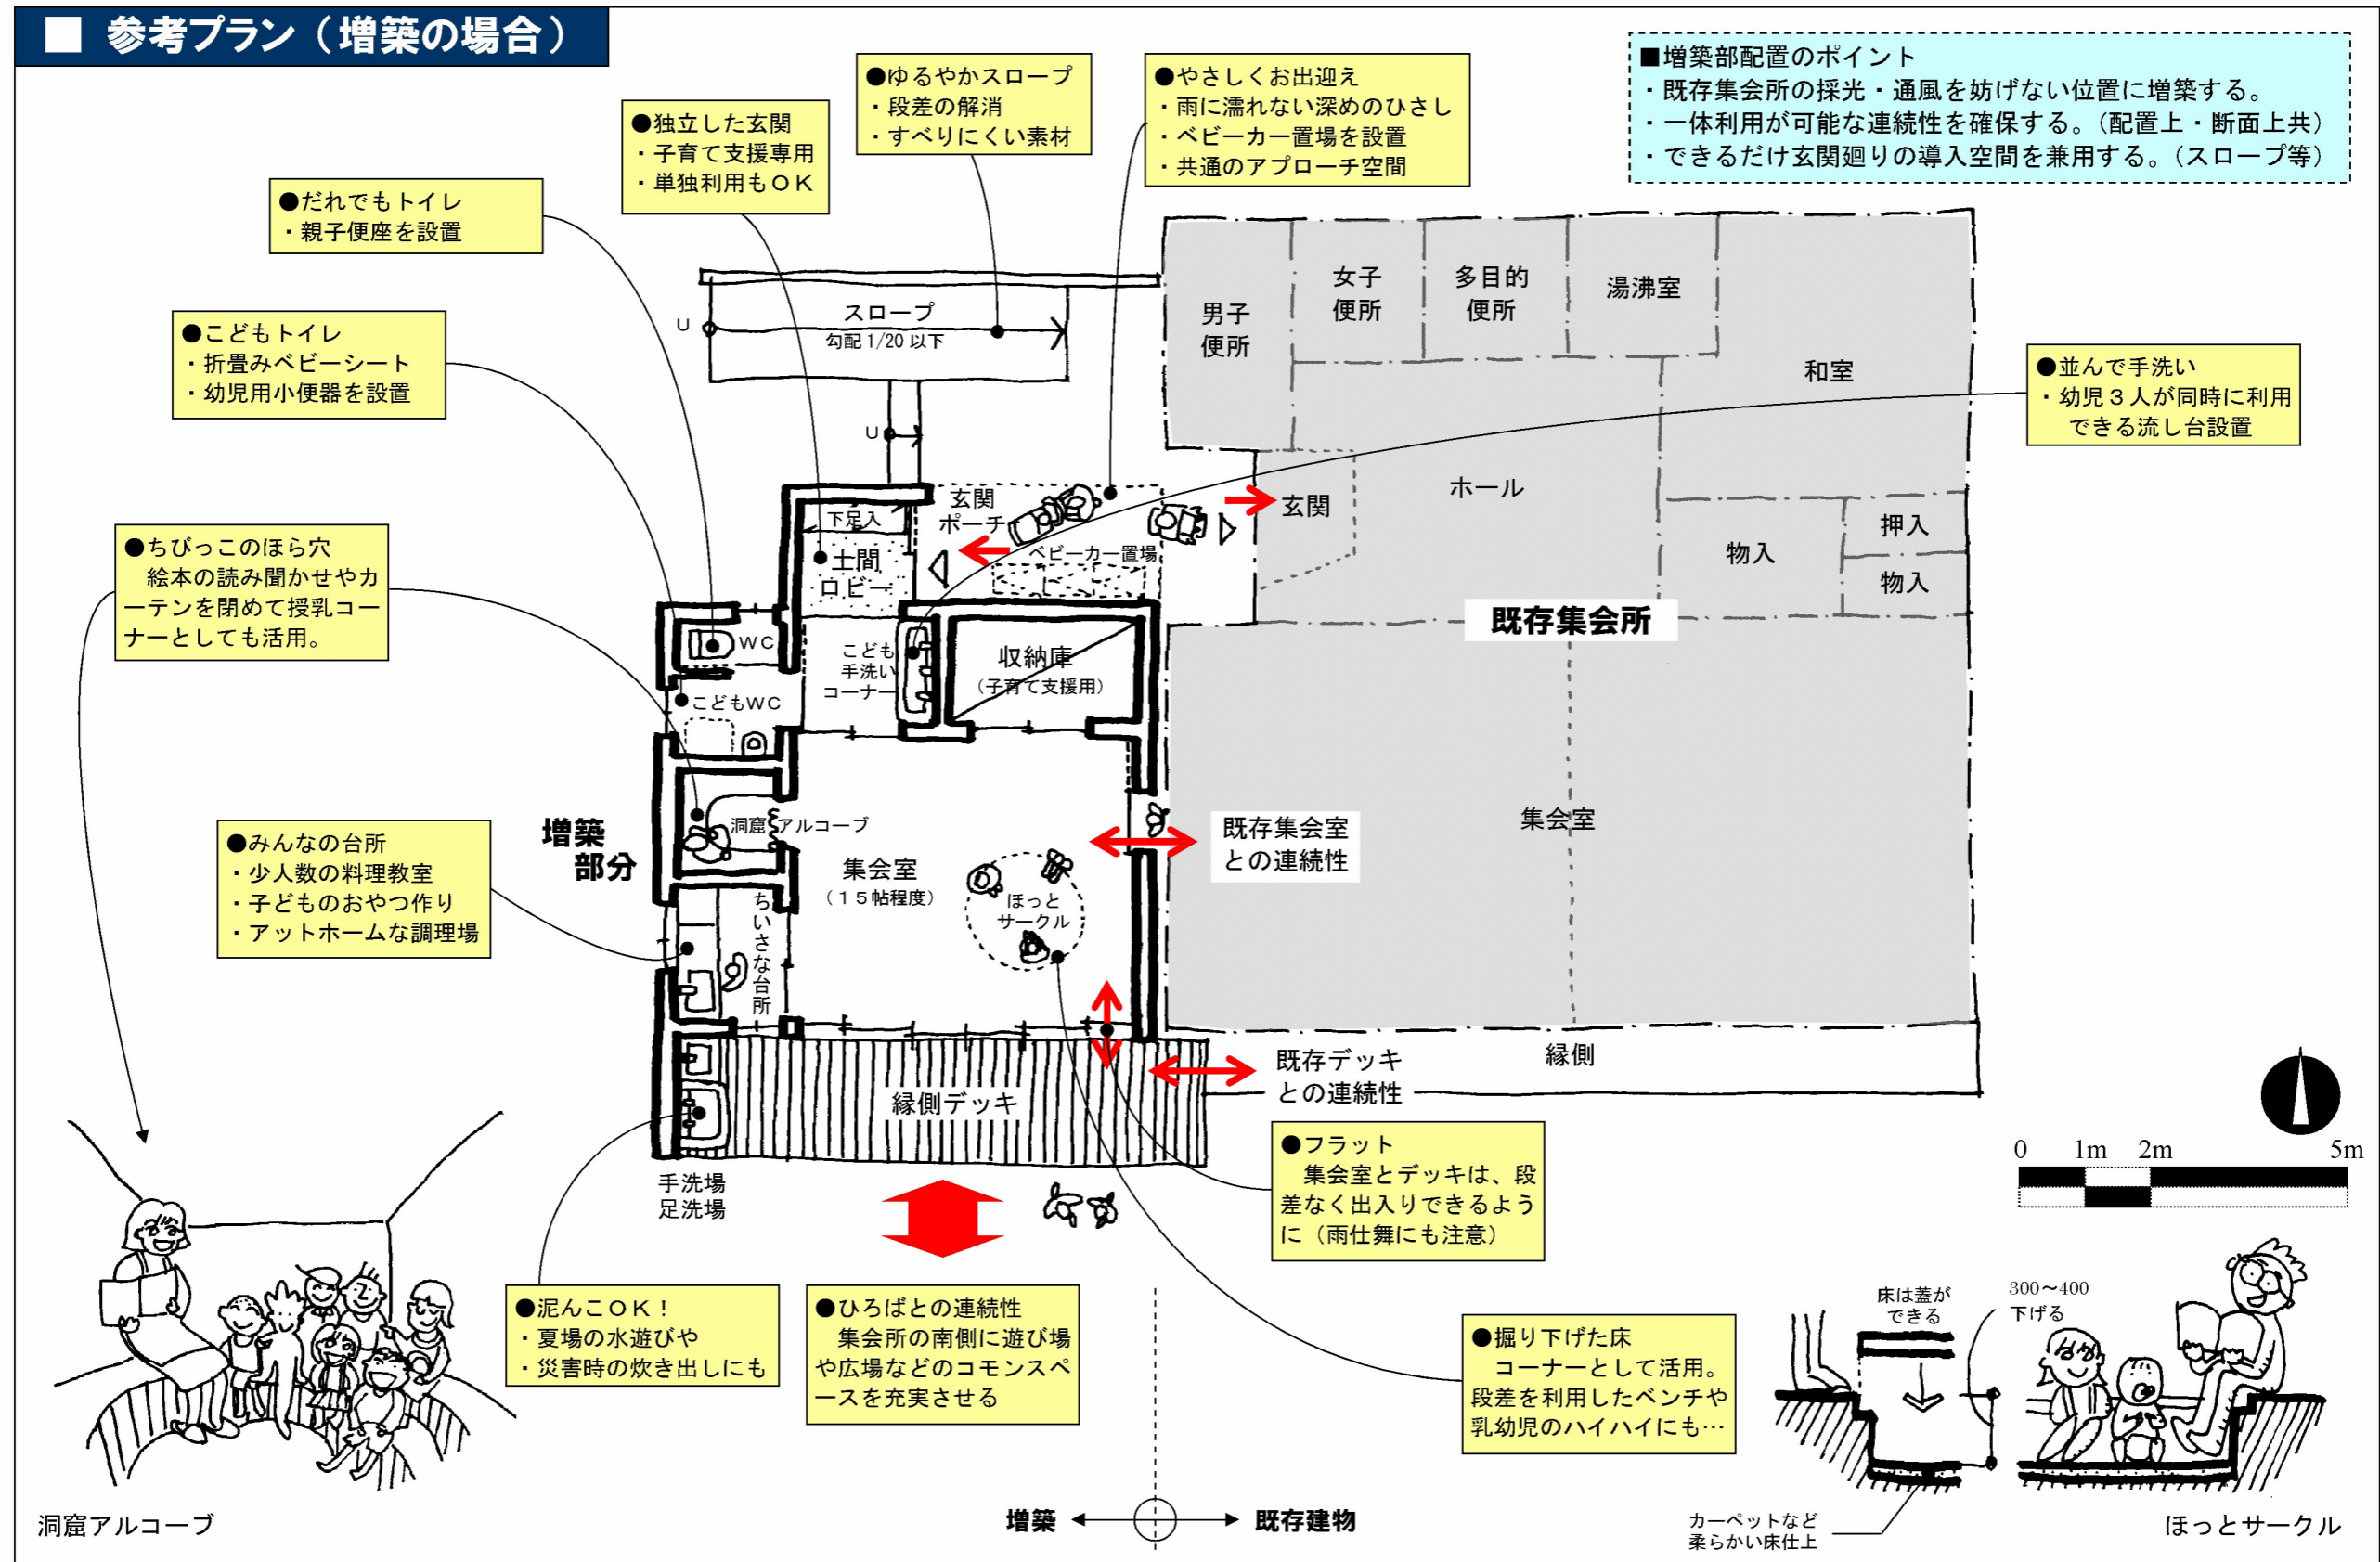 ■ 参考プラン（増築の場合）
■増築部配置のポイント
・既存集会所の採光・通風を妨げない位置に増築する。
・一体利用が可能な連続性を確保する。（配置上・断面上共）
・できるだけ玄関廻りの導入空間を兼用する。（スロープ等）
●ゆるやかスロープ
・段差の解消
・すべりにくい素材
●やさしくお出迎え
・雨に濡れない深めのひさし
・ベビーカー置場を設置
・共通のアプローチ空間
●独立した玄関
・子育て支援専用
・単独利用もＯＫ
●だれでもトイレ
・親子便座を設置
●こどもトイレ
・折畳みベビーシート
・幼児用小便器を設置
●並んで手洗い
・幼児３人が同時に利用
できる流し台設置
●ちびっこのほら穴
絵本の読み聞かせやカ
ーテンを閉めて授乳コー
ナーとしても活用。
●みんなの台所
・少人数の料理教室
・子どものおやつ作り
・アットホームな調理場
スロープ
勾配 1/20 以下
U
U
男子
便所
女子
便所
多目的
便所
湯沸室
和室
玄関
ホール
物入
押入
物入
既存集会所
集会室
縁側
玄関
ポーチ
ベビーカー置場
下足入
土間
ロビー
WC
こどもWC
こども
手洗い
コーナー
収納庫
（子育て支援用）
洞窟アルコーブ
増築
部分
集会室
（１５帖程度）
ほっと
サークル
ちいさな台所
既存集会室
との連続性
既存デッキ
との連続性
縁側デッキ
手洗場
足洗場
●フラット
集会室とデッキは、段
差なく出入りできるよう
に（雨仕舞にも注意）
0 1m 2m 5m
●泥んこＯＫ！
・夏場の水遊びや
・災害時の炊き出しにも
●ひろばとの連続性
集会所の南側に遊び場
や広場などのコモンスペ
ースを充実させる
●掘り下げた床
コーナーとして活用。
段差を利用したベンチや
乳幼児のハイハイにも…
床は蓋が
できる
300～400
下げる
カーペットなど
柔らかい床仕上
洞窟アルコーブ
増築
既存建物
ほっとサークル